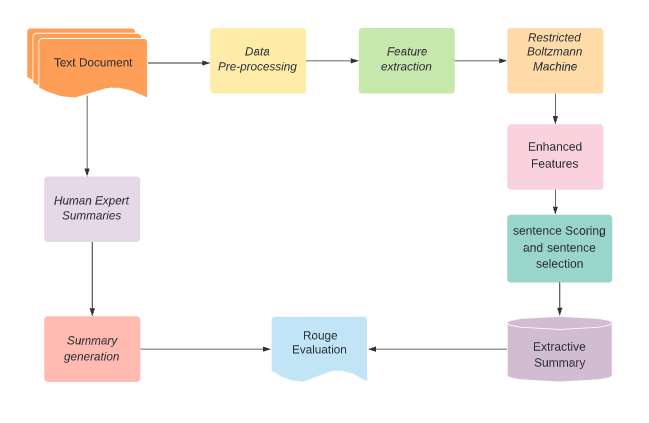 Text Document
Data
Pre-processing
Feature
extraction
Restricted
Boltzmann
Machine
Enhanced
Features
Human Expert
Summaries
sentence Scoring
and sentence
selection
Summary
generation
Rouge
Evaluation
Extractive
Summary